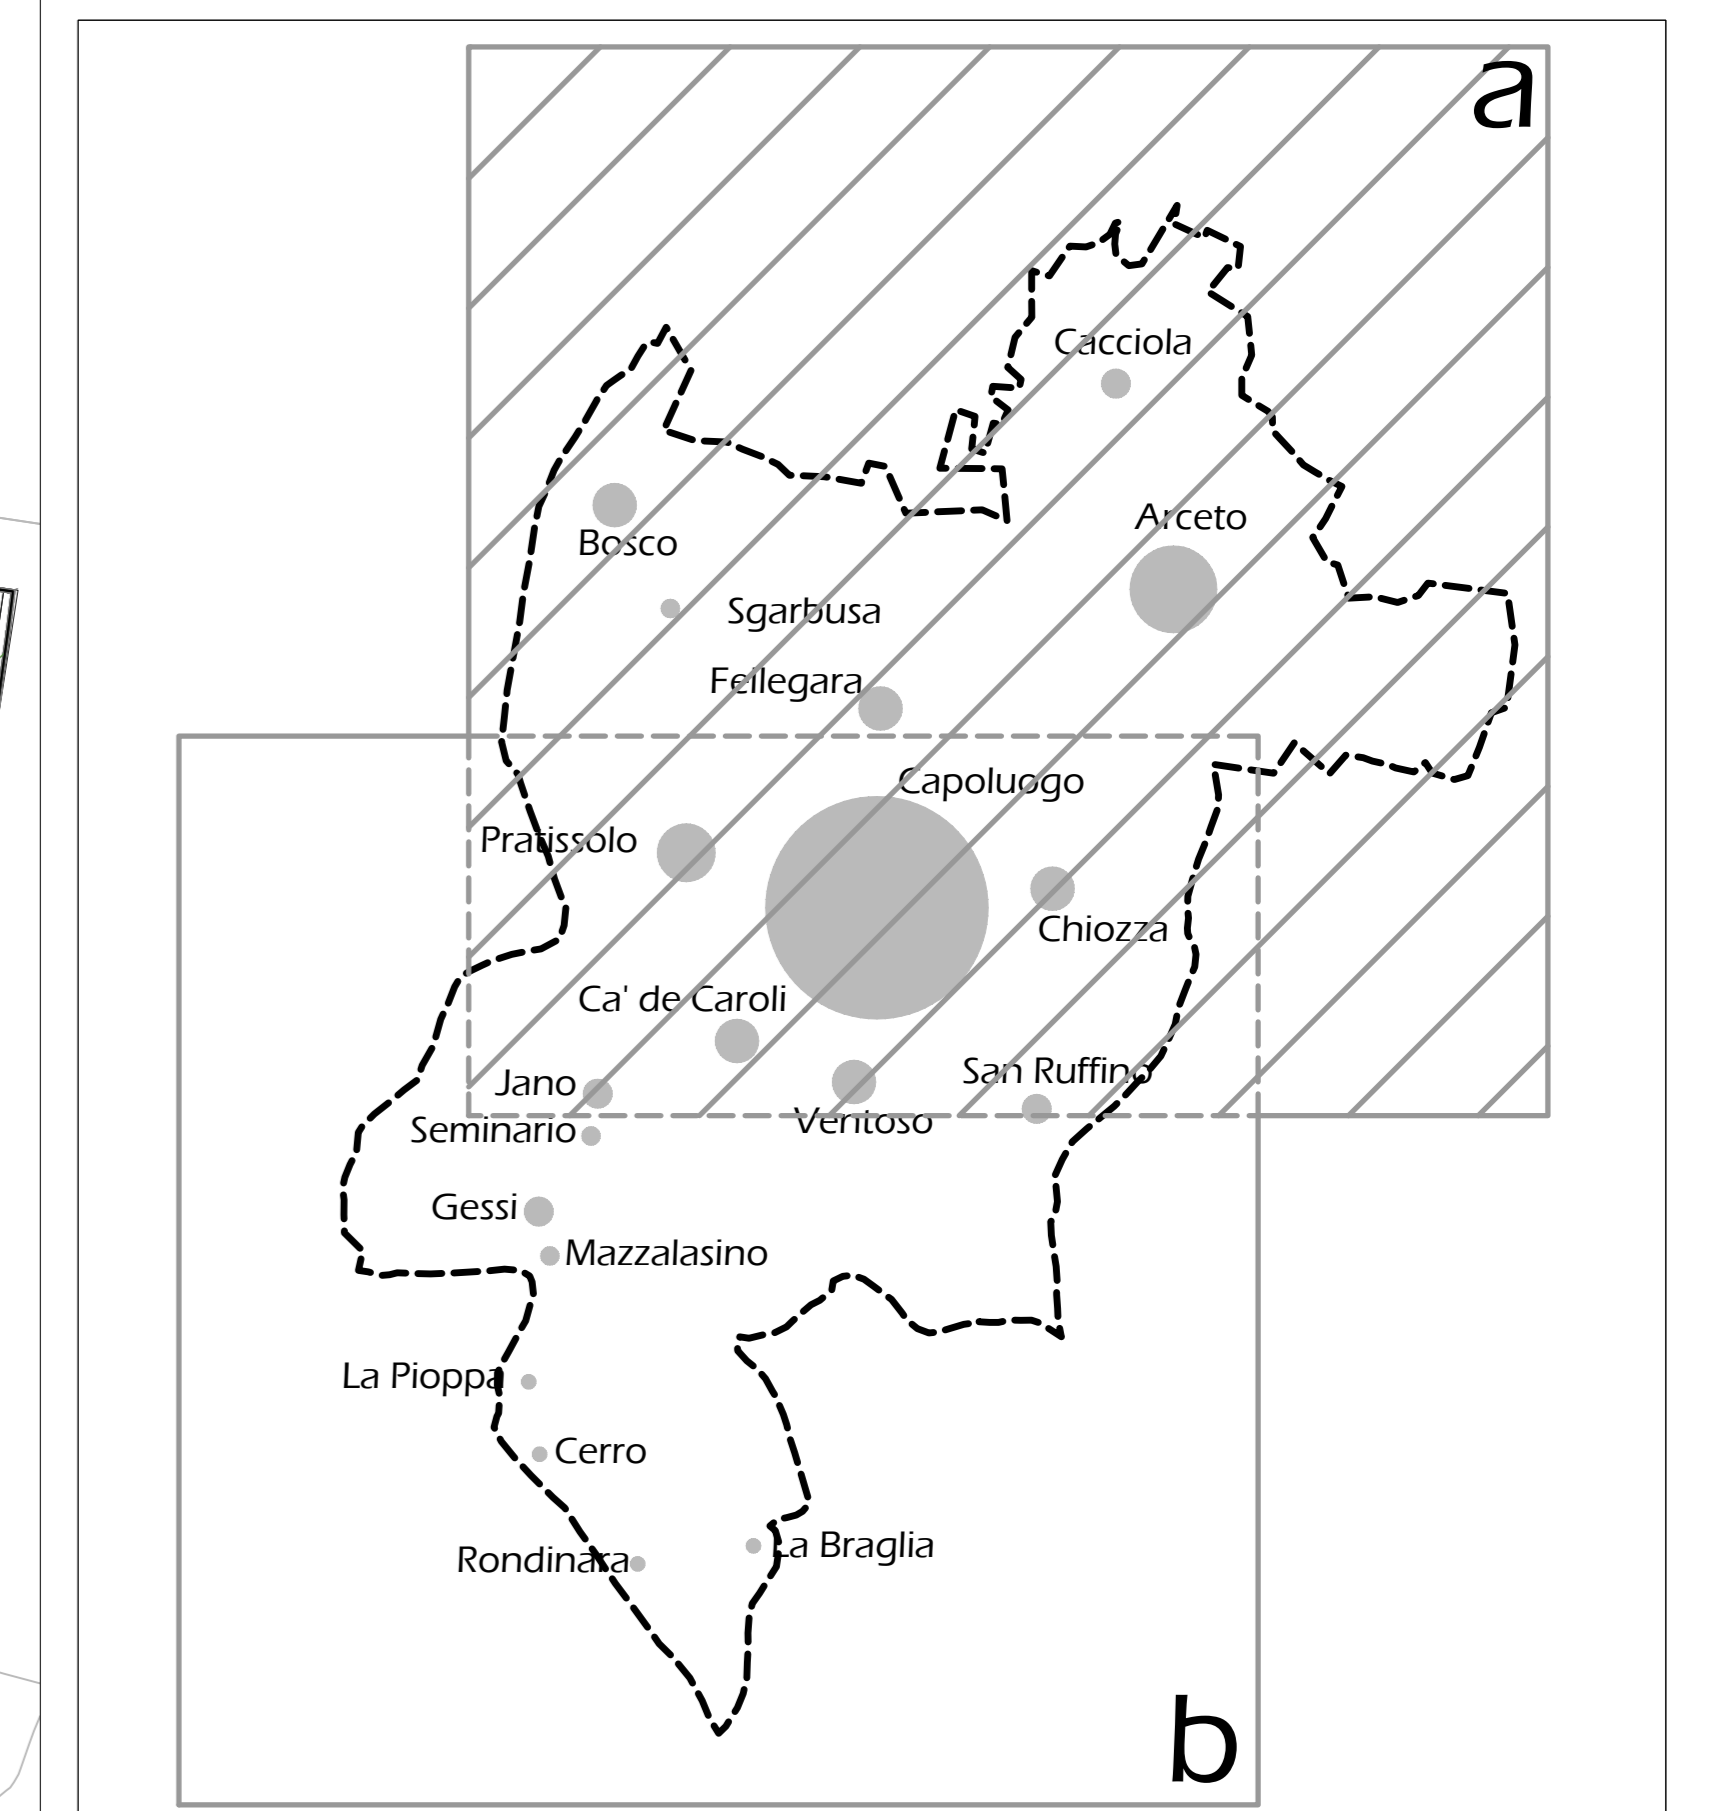 a
Cacciola
Arceto
Bosco
Sgarbusa
Fellegara
Capoluogo
Pratissolo
Chiozza
Ca' de Caroli
San Ruffino
Jano
Ventoso
Seminario
Gessi
Mazzalasino
La Pioppa
Cerro
La Braglia
Rondinara
b